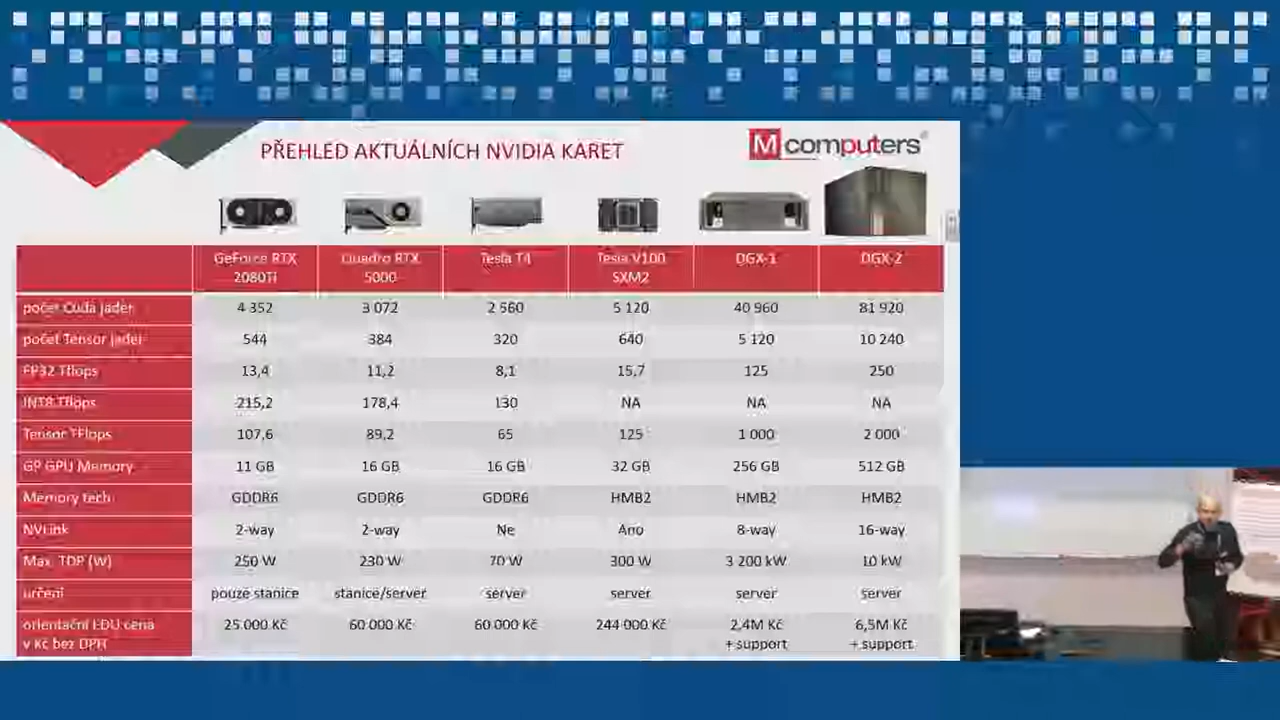 PŘEHLED AKTUÁLNÍCH NVIDIA KARET
M computers®
GeForce RTX 2080Ti Quadro RTX 5000 Tesla T4 Tesla V100 SXM2 DGX-1 DGX-2
počet Cuda jader 4 352 3 072 2 560 5 120 40 960 81 920
počet Tensor jader 544 384 320 640 5 120 10 240
FP32 Tflops 13,4 11,2 8,1 15,7 125 250
INT8 Tflops 215,2 178,4 130 NA NA NA
Tensor TFlops 107,6 89,2 65 125 1 000 2 000
GP GPU Memory 11 GB 16 GB 16 GB 32 GB 256 GB 512 GB
Memory tech GDDR6 GDDR6 GDDR6 HMB2 HMB2 HMB2
NVLink 2-way 2-way Ne Ano 8-way 16-way
Max. TDP (W) 250 W 230 W 70 W 300 W 3 200 kW 10 kW
určení pouze stanice stanice/server server server server server
orientační EDU cena v Kč bez DPH 25 000 Kč 60 000 Kč 60 000 Kč 244 000 Kč 2,4M Kč + support 6,5M Kč + support